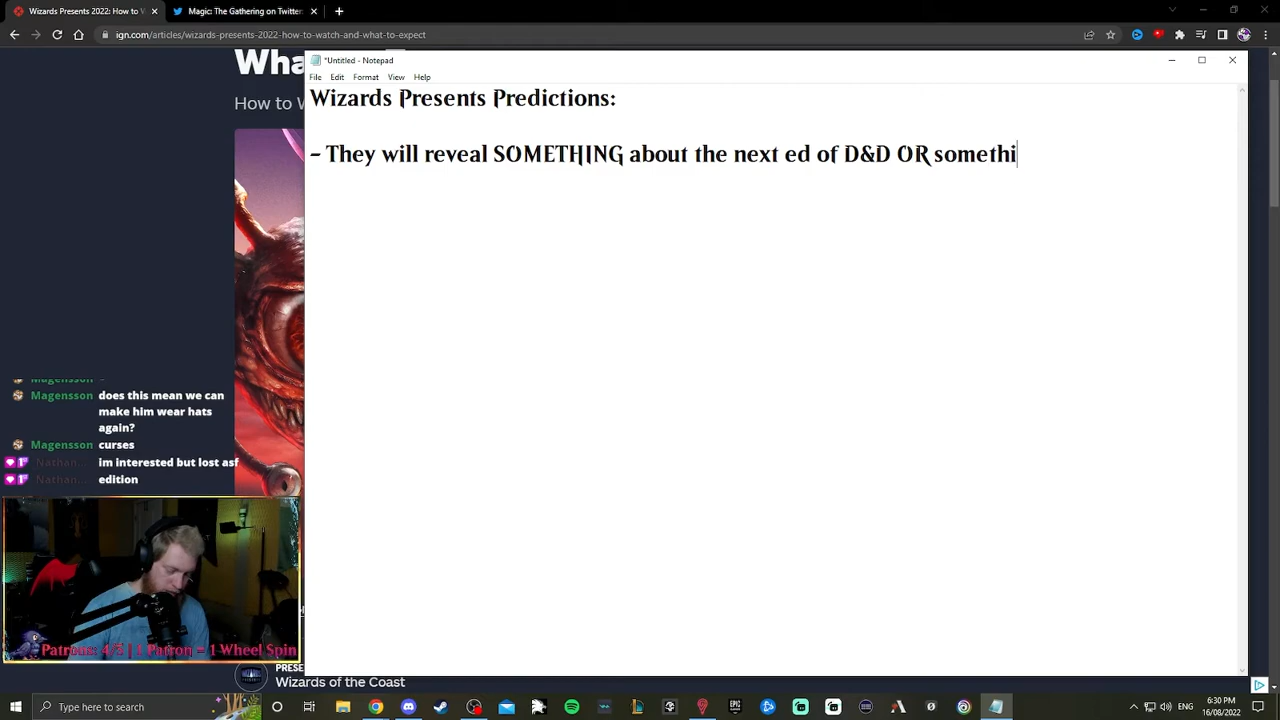 Wizards Presents 2022: How to W
Magic The Gathering on Twitter:
ign.com/articles/wizards-presents-2022-how-to-watch-and-what-to-expect
Wha
How to W
*Untitled - Notepad
File Edit Format View Help
Wizards Presents Predictions:
- They will reveal SOMETHING about the next ed of D&D OR somethi
Magensson
Magensson does this mean we can
make him wear hats
again?
Magensson curses
Nathan... im interested but lost asf
Nathan... edition
Patrons: 4/5 | 1 Patron = 1 Wheel Spin
PRESE
Wizards of the Coast
Type here to search
ENG
6:30 PM
16/08/2022